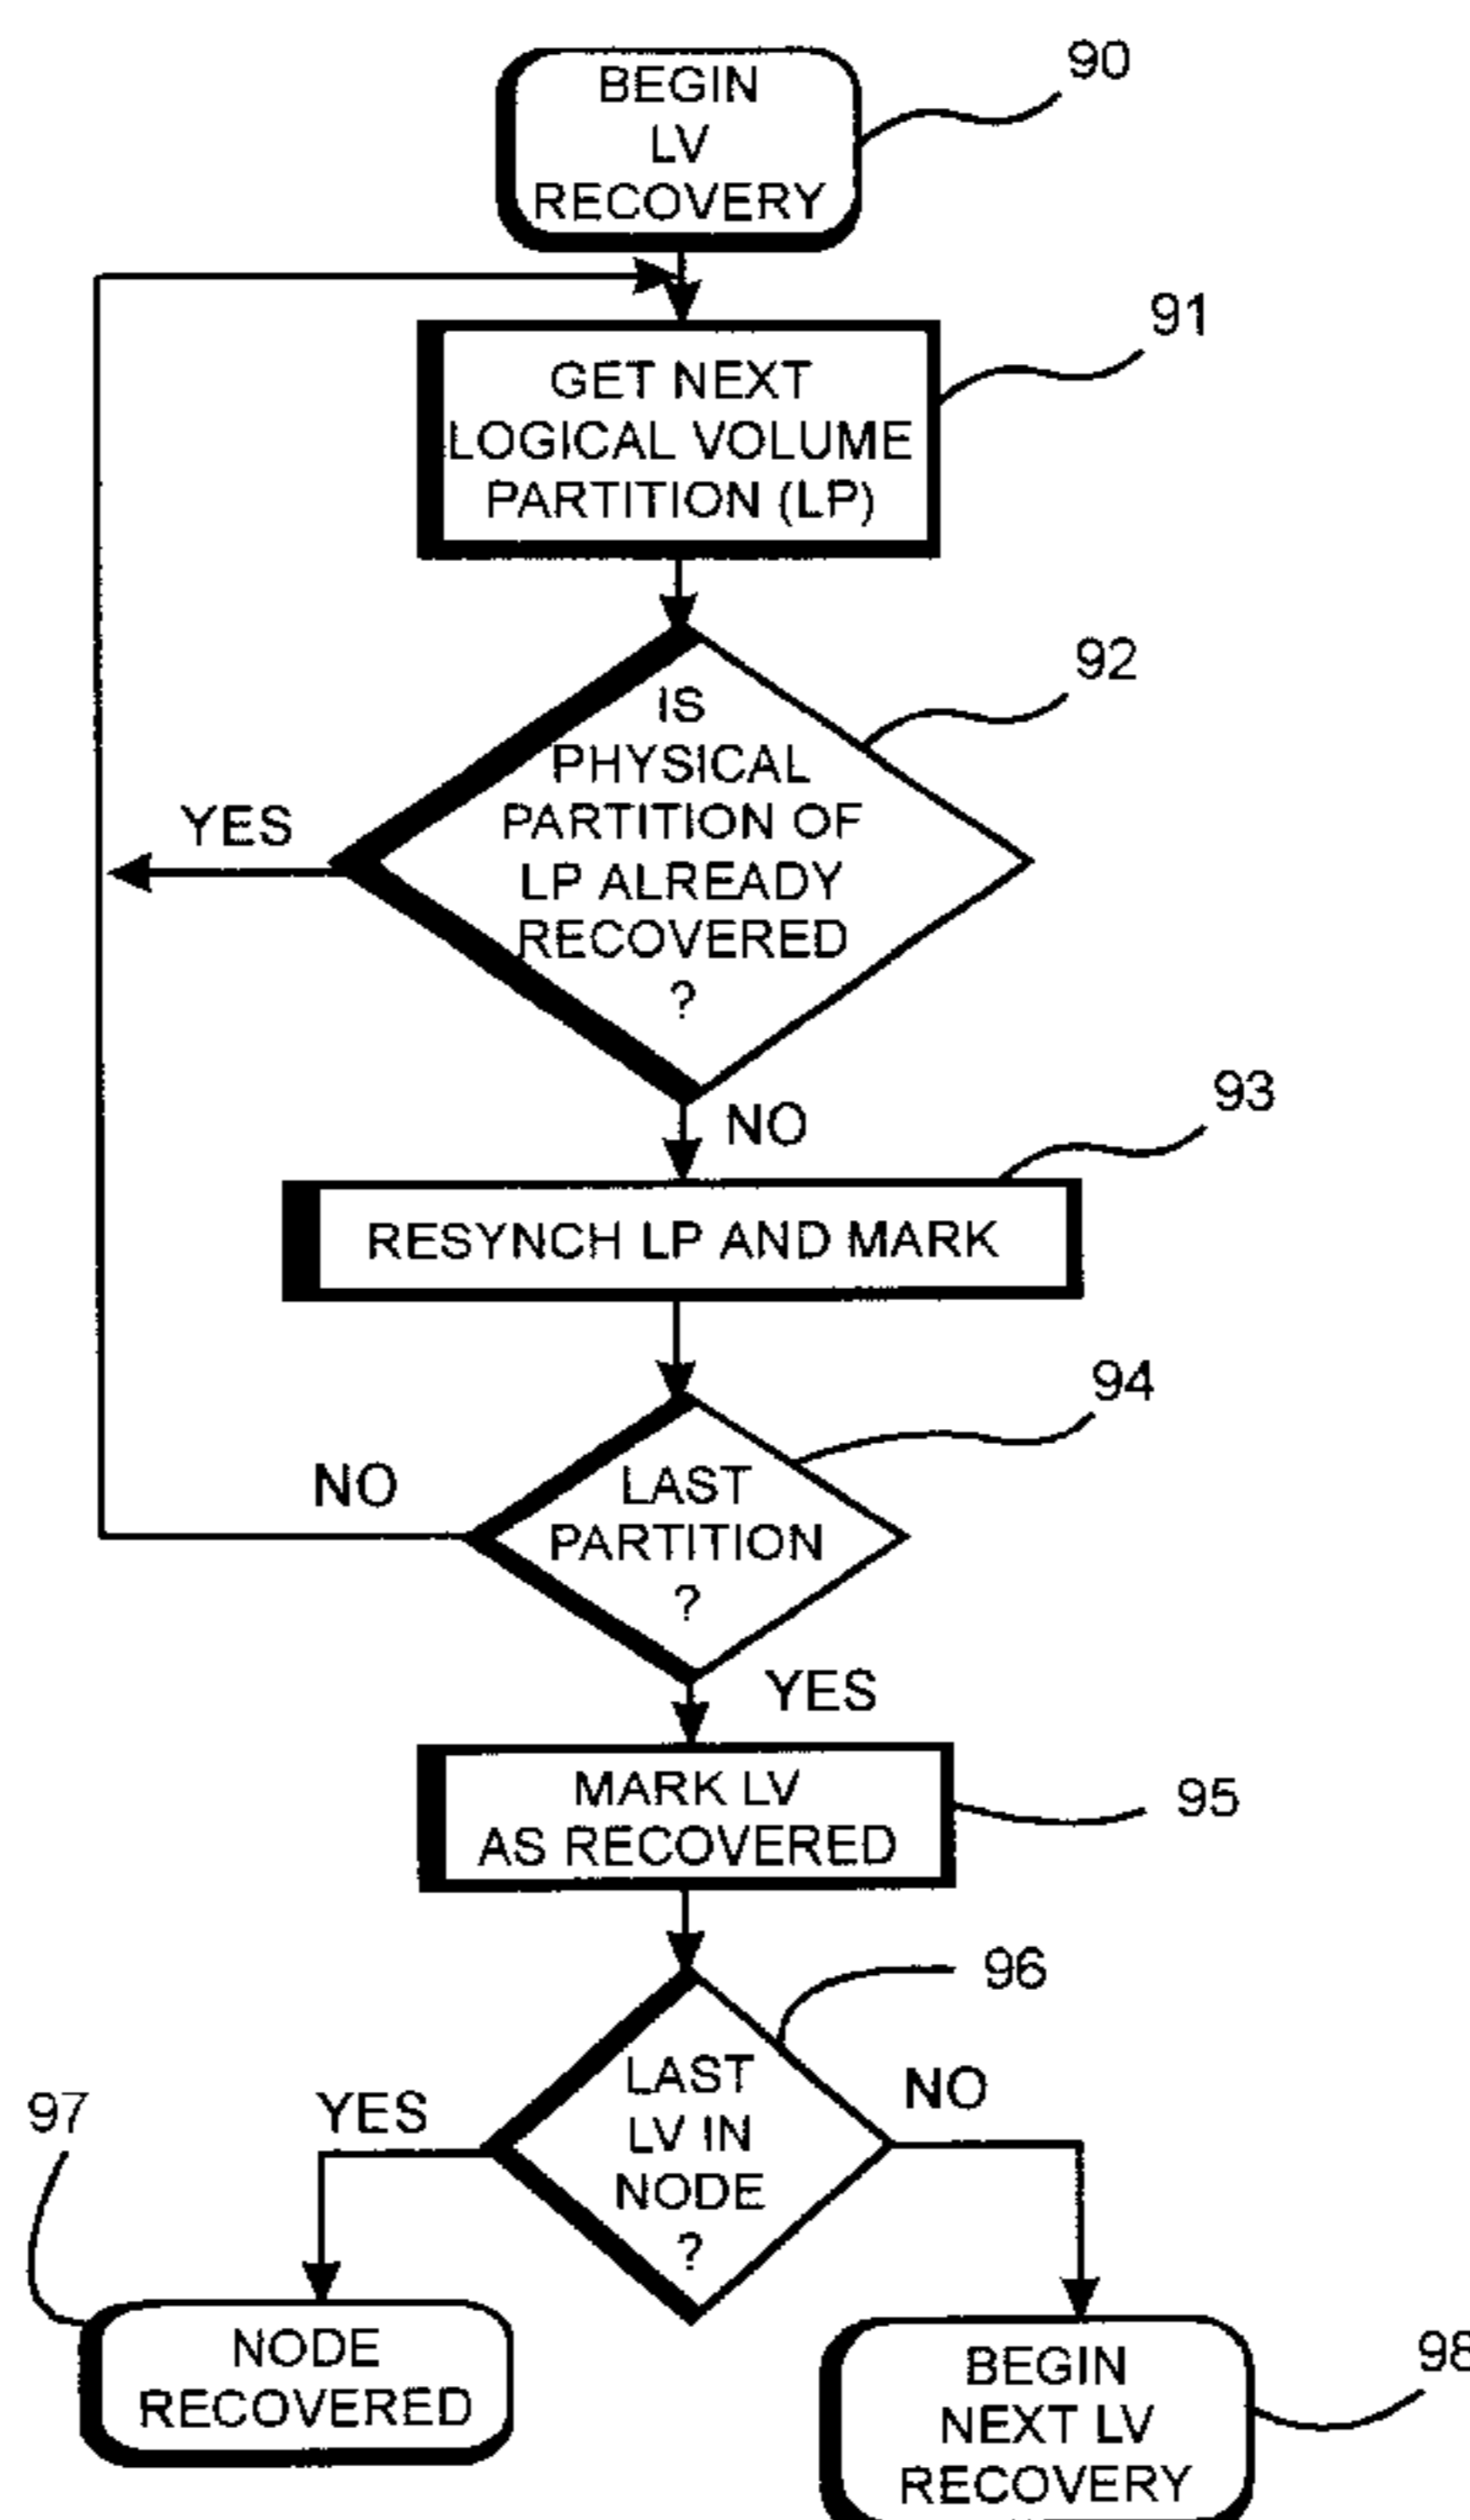 BEGIN
LV
RECOVERY
90
GET NEXT
LOGICAL VOLUME
PARTITION (LP)
91
IS
PHYSICAL
PARTITION OF
LP ALREADY
RECOVERED
?
92
YES
NO
RESYNCH LP AND MARK
93
LAST
PARTITION
?
94
NO
YES
MARK LV
AS RECOVERED
95
LAST
LV IN
NODE
?
96
YES
NO
97
NODE
RECOVERED
BEGIN
NEXT LV
RECOVERY
98